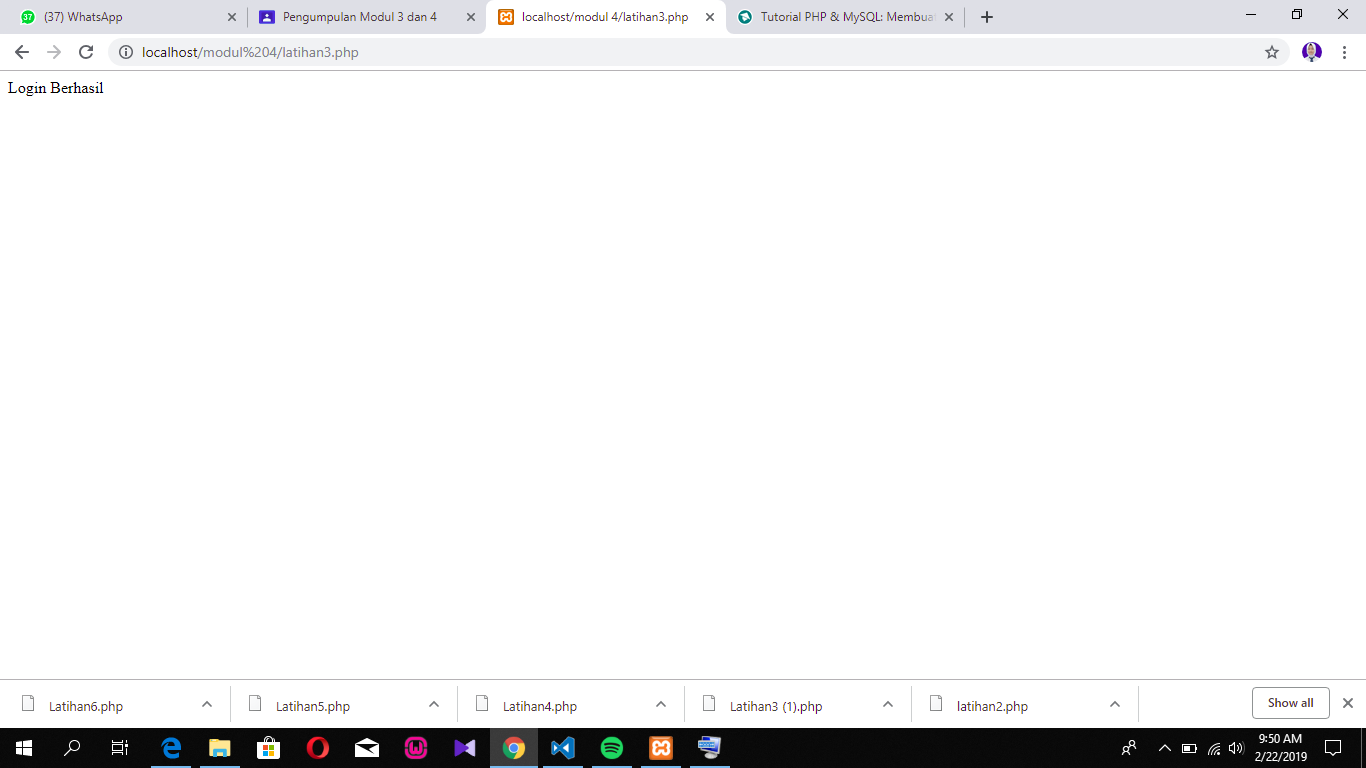 37
(37) WhatsApp
Pengumpulan Modul 3 dan 4
localhost/modul 4/latihan3.php
Tutorial PHP & MySQL: Membua
localhost/modul%204/latihan3.php
Login Berhasil
Latihan6.php
Latihan5.php
Latihan4.php
Latihan3 (1).php
latihan2.php
Show all
9:50 AM
2/22/2019